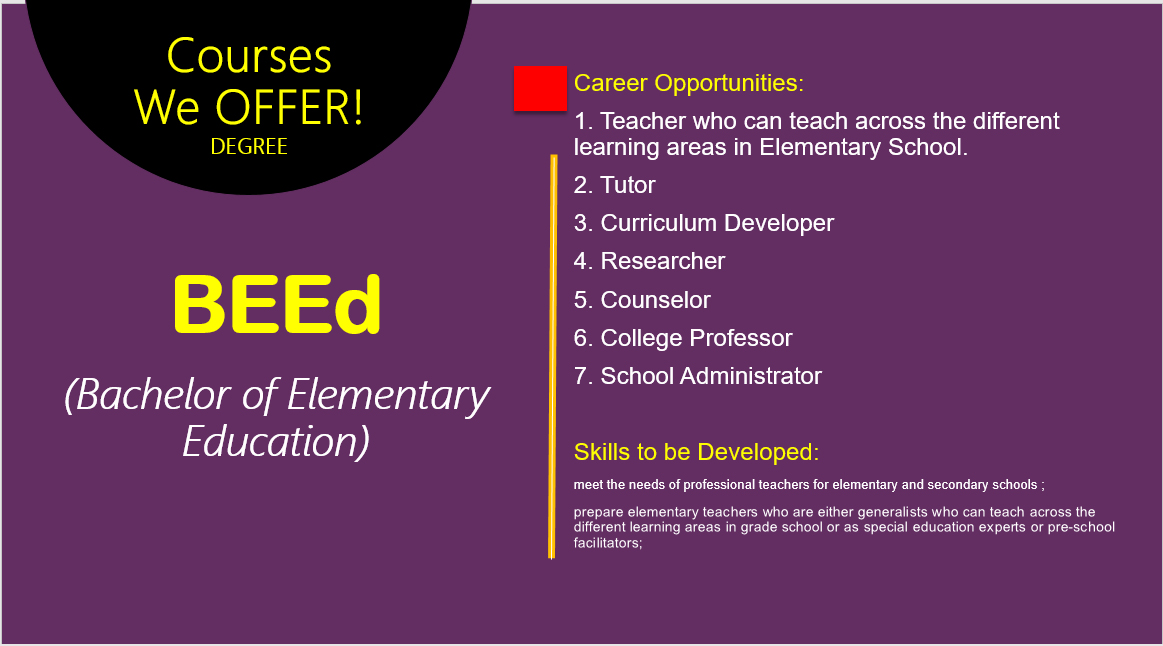 Courses
We OFFER!
DEGREE
BEEd
(Bachelor of Elementary
Education)
Career Opportunities:
1. Teacher who can teach across the different
learning areas in Elementary School.
2. Tutor
3. Curriculum Developer
4. Researcher
5. Counselor
6. College Professor
7. School Administrator
Skills to be Developed:
meet the needs of professional teachers for elementary and secondary schools ;
prepare elementary teachers who are either generalists who can teach across the
different learning areas in grade school or as special education experts or pre-school
facilitators;